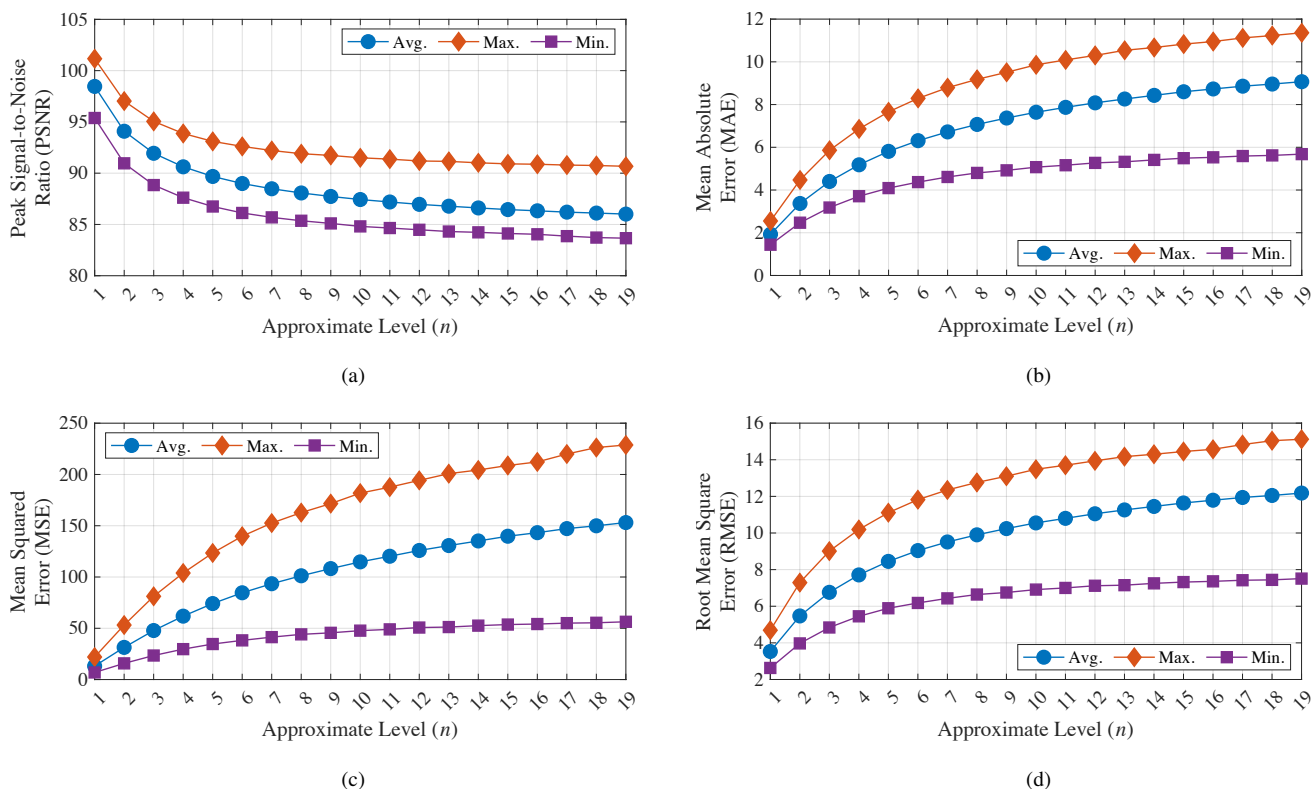 105
100
95
90
85
80
Peak Signal-to-Noise
Ratio (PSNR)
Avg. Max. Min.
1 2 3 4 5 6 7 8 9 10 11 12 13 14 15 16 17 18 19
Approximate Level (n)
(a)
12
10
8
6
4
2
0
Mean Absolute
Error (MAE)
Avg. Max. Min.
1 2 3 4 5 6 7 8 9 10 11 12 13 14 15 16 17 18 19
Approximate Level (n)
(b)
250
200
150
100
50
0
Mean Squared
Error (MSE)
Avg. Max. Min.
1 2 3 4 5 6 7 8 9 10 11 12 13 14 15 16 17 18 19
Approximate Level (n)
(c)
16
14
12
10
8
6
4
2
Root Mean Square
Error (RMSE)
Avg. Max. Min.
1 2 3 4 5 6 7 8 9 10 11 12 13 14 15 16 17 18 19
Approximate Level (n)
(d)